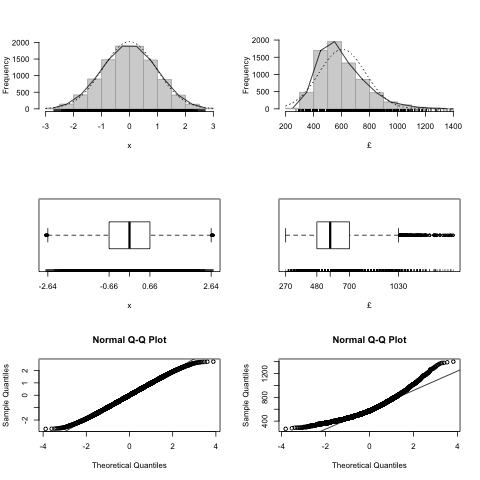 Frequency
2000
1500
1000
500
0
-3 -2 -1 0 1 2 3
x
Frequency
2000
1500
1000
500
0
200 400 600 800 1000 1200 1400
£
-2.64 -0.66 0.66 2.64
x
270 480 700 1030
£
Normal Q-Q Plot
Sample Quantiles
2
1
0
-2
-4 -2 0 2 4
Theoretical Quantiles
Normal Q-Q Plot
Sample Quantiles
1200
800
400
-4 -2 0 2 4
Theoretical Quantiles